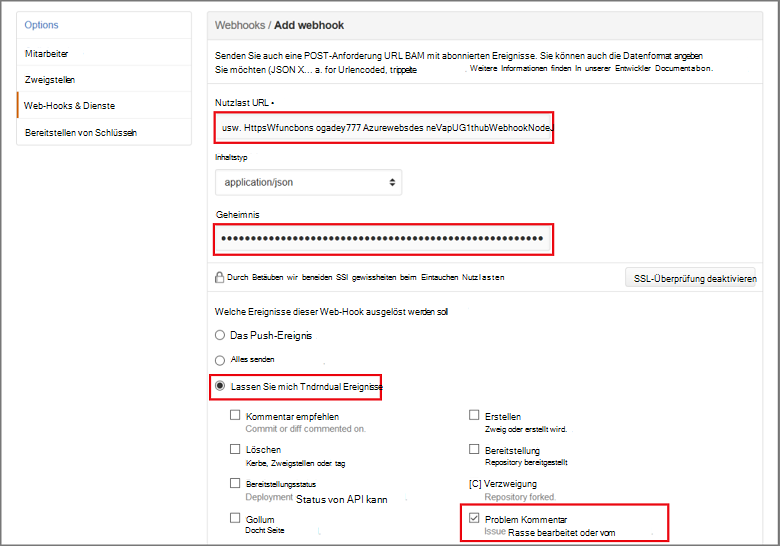 Options
Mitarbeiter
Zweigstellen
Web-Hooks & Dienste
Bereitstellen von Schlüsseln
Webhooks / Add webhook
Senden Sie auch eine POST-Anforderung URL BAM mit abonnierten Ereignisse. Sie können auch die Datenformat angeben
Sie möchten (JSON X... a. for Urlencoded, trippelte . Weitere Informationen finden In unserer Entwickler Documentabon.
Nutzlast URL •
usw. HttpsWfuncbons ogadey777 Azurewebsdes neVapUG1thubWebhookNodeJ
Inhaltstyp
application/json
Geheimnis
Durch Betäuben wir beneiden SSI gewissheiten beim Eintauchen Nutzlasten
SSL-Überprüfung deaktivieren
Welche Ereignisse dieser Web-Hook ausgelöst werden soll
Das Push-Ereignis
Alles senden
Lassen Sie mich Tndrndual Ereignisse
Kommentar empfehlen
Commit or diff commented on.
Erstellen
Zweig oder erstellt wird.
Löschen
Kerbe, Zweigstellen oder tag
Bereitstellung
Repository bereitgestellt
Bereitstellungsstatus
Deployment Status von API kann
[C] Verzweigung
Repository forked.
Gollum
Docht Seite
Problem Kommentar
Issue Rasse bearbeitet oder vom